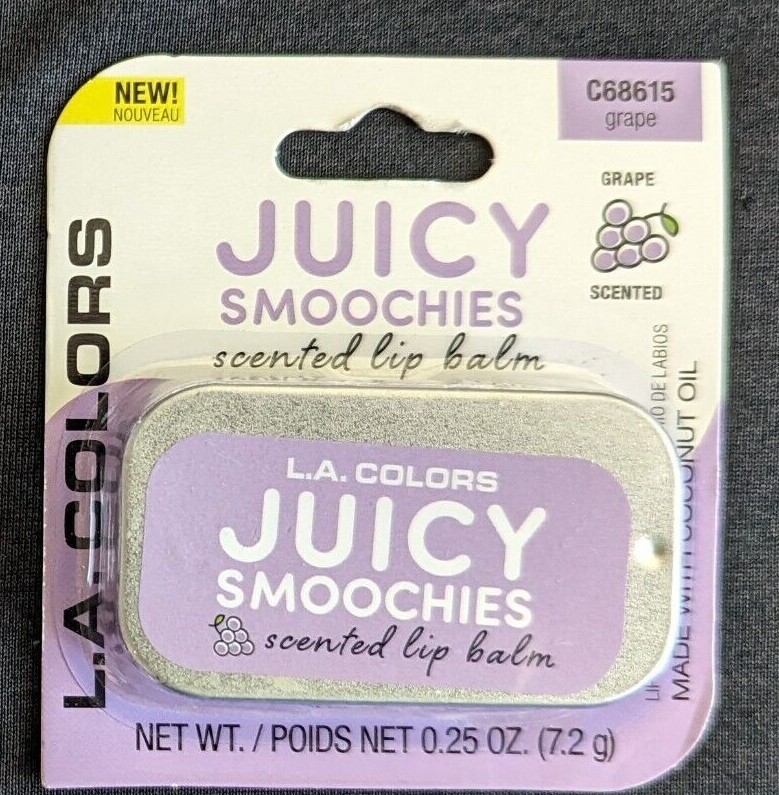 NEW!
NOUVEAU
C68615
grape
GRAPE
SCENTED
L.A. COLORS
JUICY
SMOOCHIES
scented lip balm
L.A. COLORS
JUICY
SMOOCHIES
scented lip balm
DE LABIOS
MADE WITH COCONUT OIL
NET WT. / POIDS NET 0.25 OZ. (7.2 g)